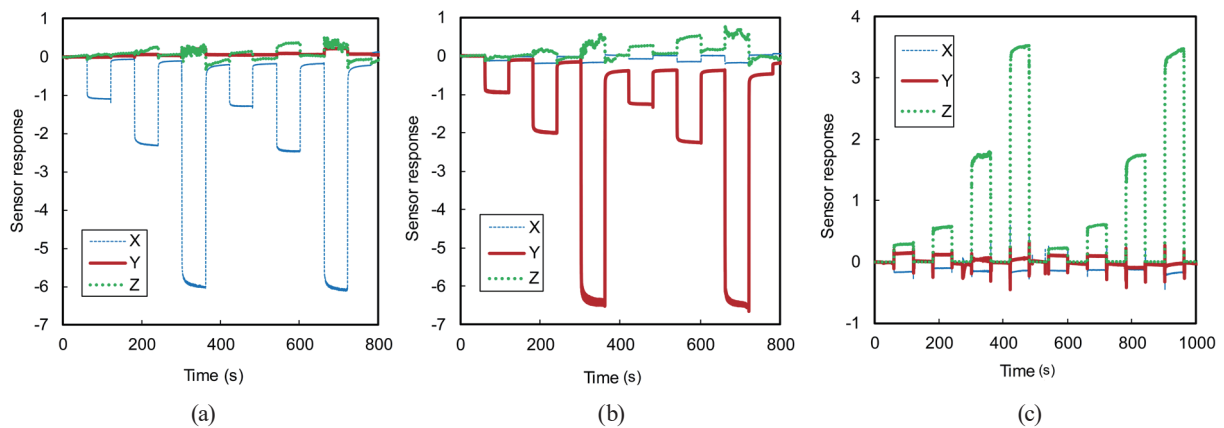 1
0
-1
-2
-3
-4
-5
-6
-7
Sensor response
X
Y
Z
0 200 400 600 800
Time (s)
(a)
1
0
-1
-2
-3
-4
-5
-6
-7
Sensor response
X
Y
Z
0 200 400 600 800
Time (s)
(b)
4
3
2
1
0
-1
Sensor response
X
Y
Z
0 200 400 600 800 1000
Time (s)
(c)